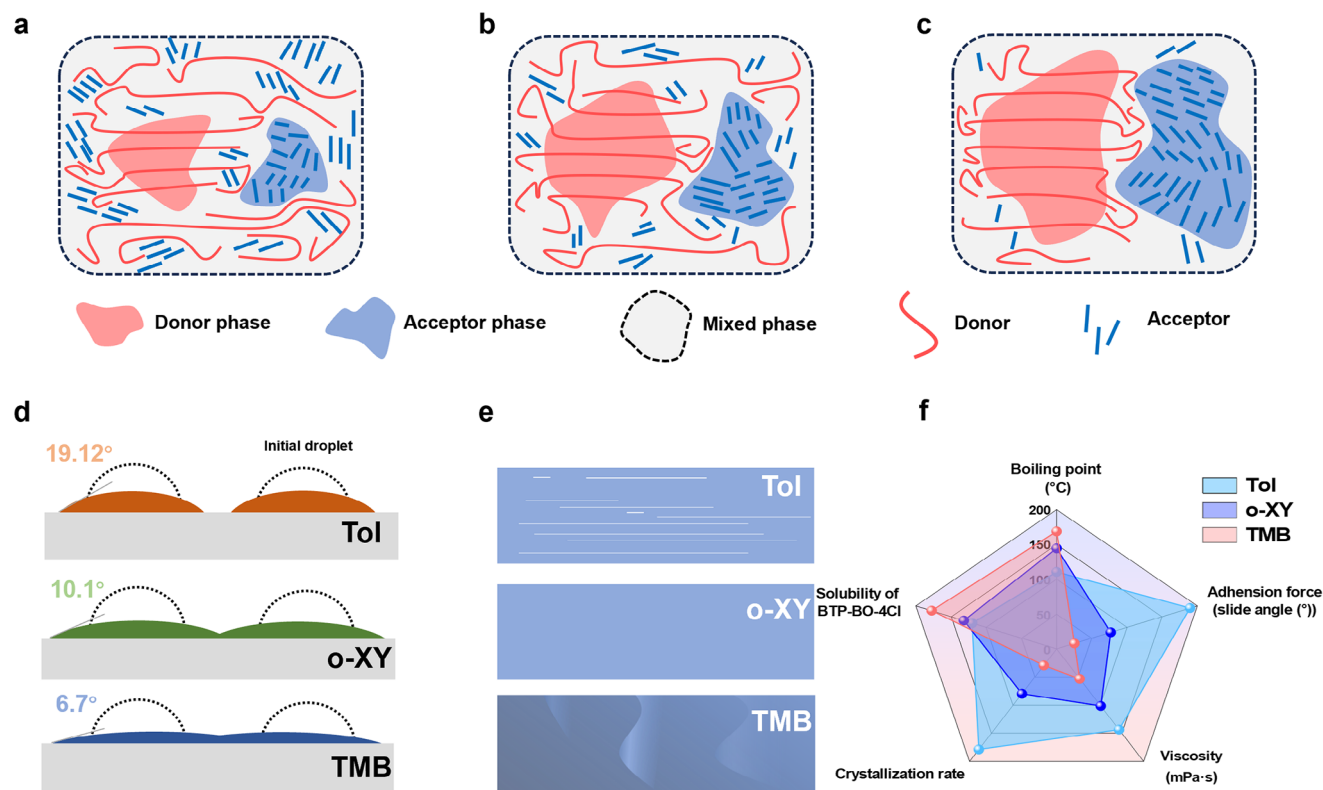 a
b
c
Donor phase
Acceptor phase
Mixed phase
Donor
Acceptor
d
e
f
19.12°
Initial droplet
Tol
10.1°
o-XY
6.7°
TMB
Tol
o-XY
TMB
Boiling point
(°C)
200
150
100
50
0
Tol
o-XY
TMB
Adhension force
(slide angle (°))
Viscosity
(mPa·s)
Crystallization rate
Solubility of
BTP-BO-4Cl